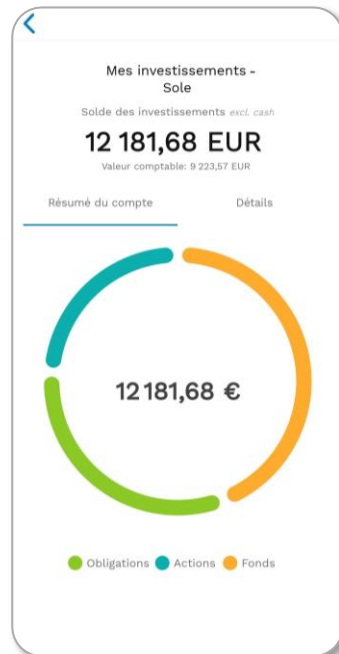 Mes investissements -
Sole
Solde des investissements excl. cash
12 181,68 EUR
Valeur comptable: 9 223,57 EUR
Résumé du compte Détails
12 181,68 €
Obligations Actions Fonds